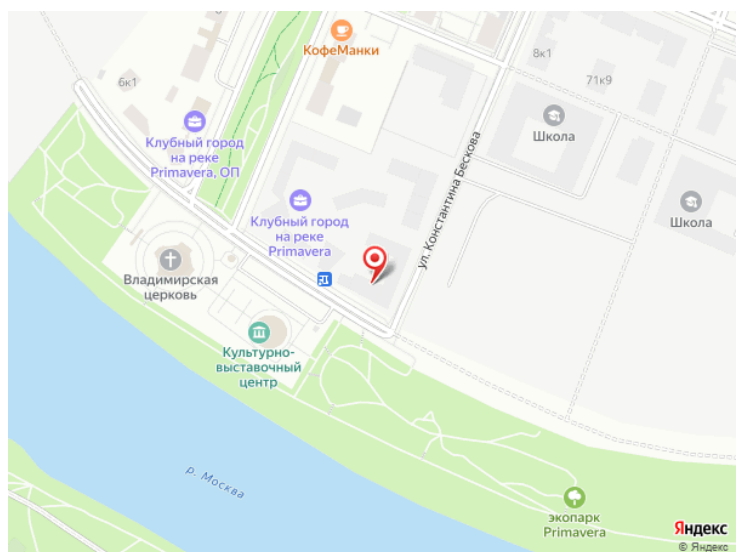 КофеМанки
8к1
71к9
6к1
Школа
Клубный город
на реке
Primavera, ОП
ул. Константина Бескова
Школа
Клубный город
на реке
Primavera
Владимирская
церковь
Культурно-
выставочный
центр
р. Москва
экопарк
Primavera
Яндекс
© Яндекс